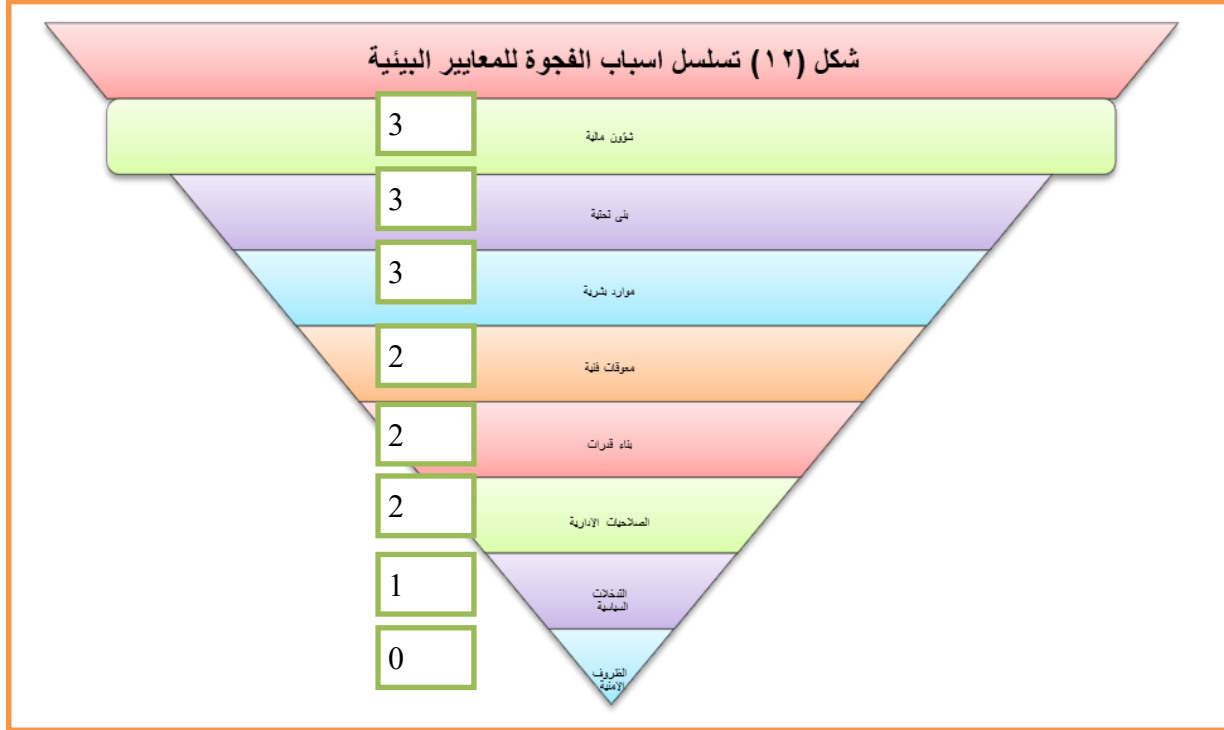 شكل (١٢) تسلسل اسباب الفجوة للمعايير البيئية
3
شؤون مالية
3
بنى تحتية
3
موارد بشرية
2
معوقات فنية
2
بناء قدرات
2
الصلاحيات الادارية
1
التدخلات
السياسية
0
الظروف
الامنية